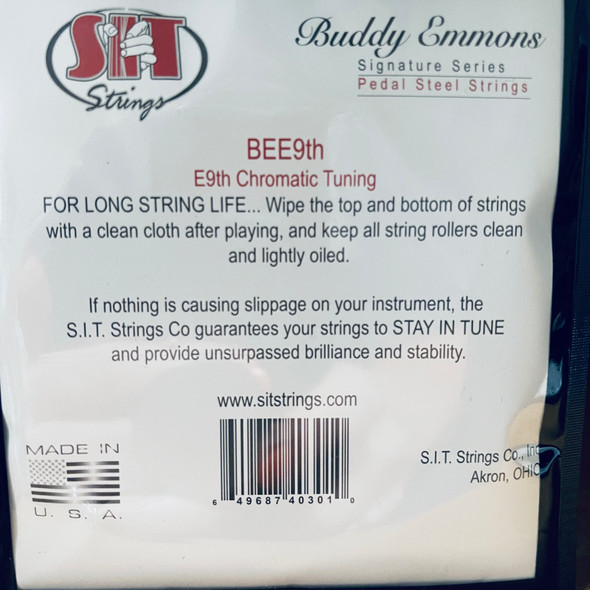 SIT
Strings
Buddy Emmons
Signature Series
Pedal Steel Strings
BEE9th
E9th Chromatic Tuning
FOR LONG STRING LIFE... Wipe the top and bottom of strings
with a clean cloth after playing, and keep all string rollers clean
and lightly oiled.
If nothing is causing slippage on your instrument, the
S.I.T. Strings Co guarantees your strings to STAY IN TUNE
and provide unsurpassed brilliance and stability.
www.sitstrings.com
MADE IN
U. S. A.
6 49687 40301 0
S.I.T. Strings Co., Inc
Akron, OHIO